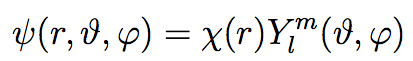 ψ(r, ϑ, φ) = χ(r)Y_l^m(ϑ, φ)